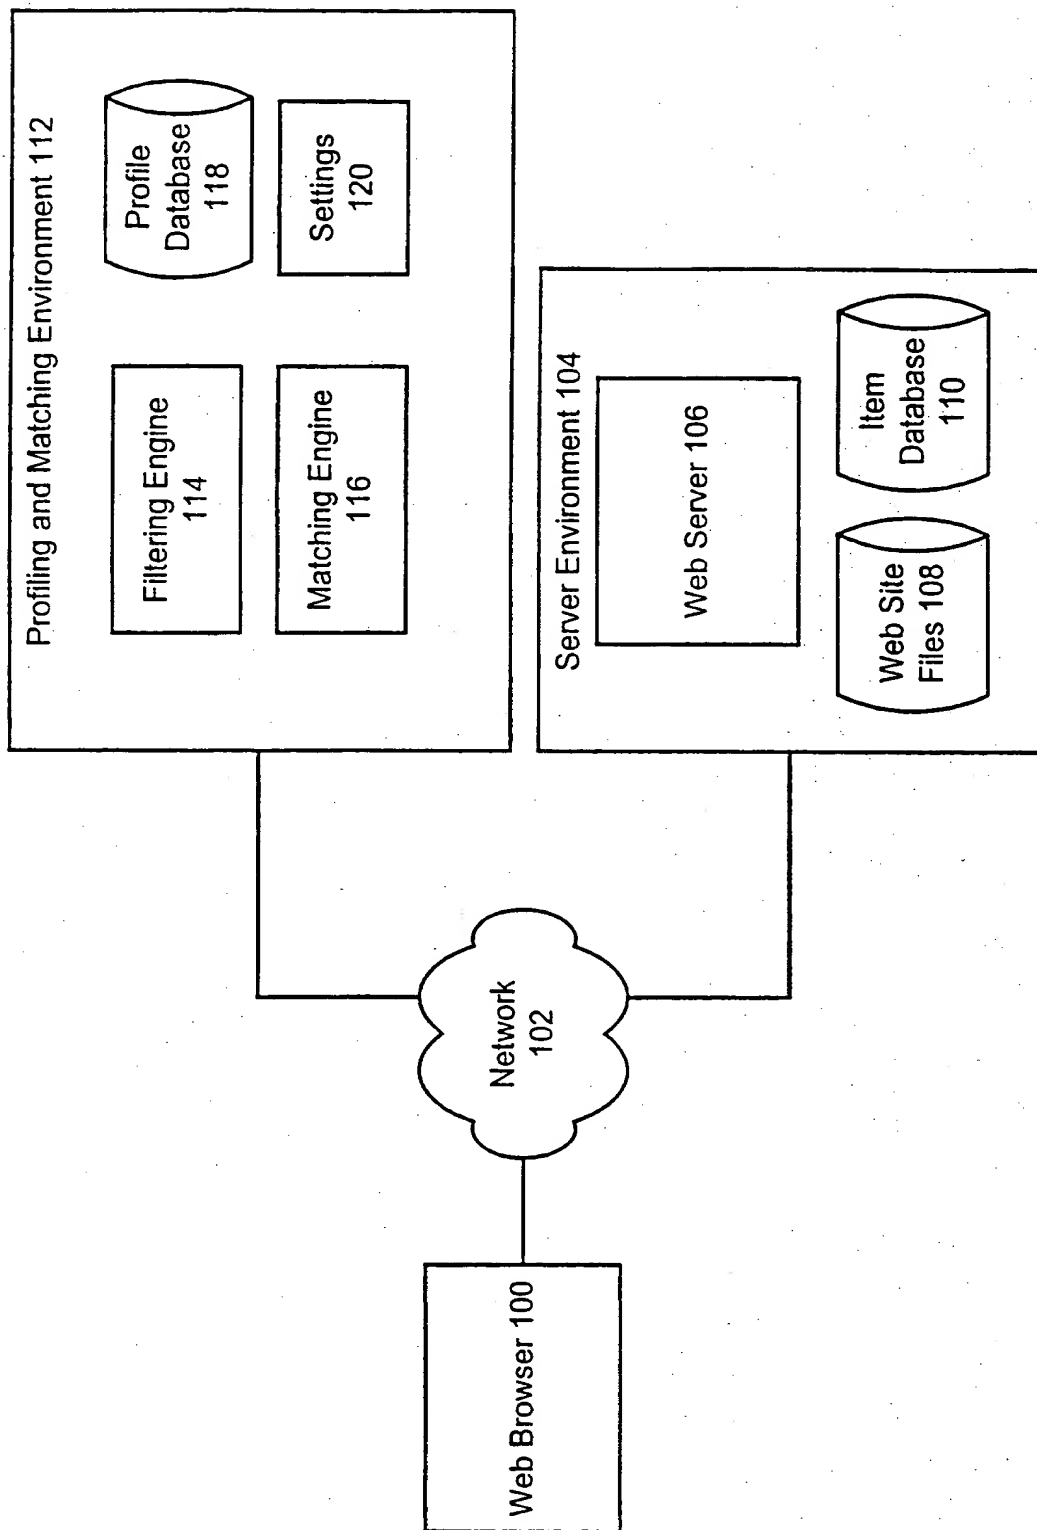 Profiling and Matching Environment 112
Filtering Engine
114
Profile
Database
118
Matching Engine
116
Settings
120
Server Environment 104
Web Server 106
Web Site
Files 108
Item
Database
110
Network
102
Web Browser 100